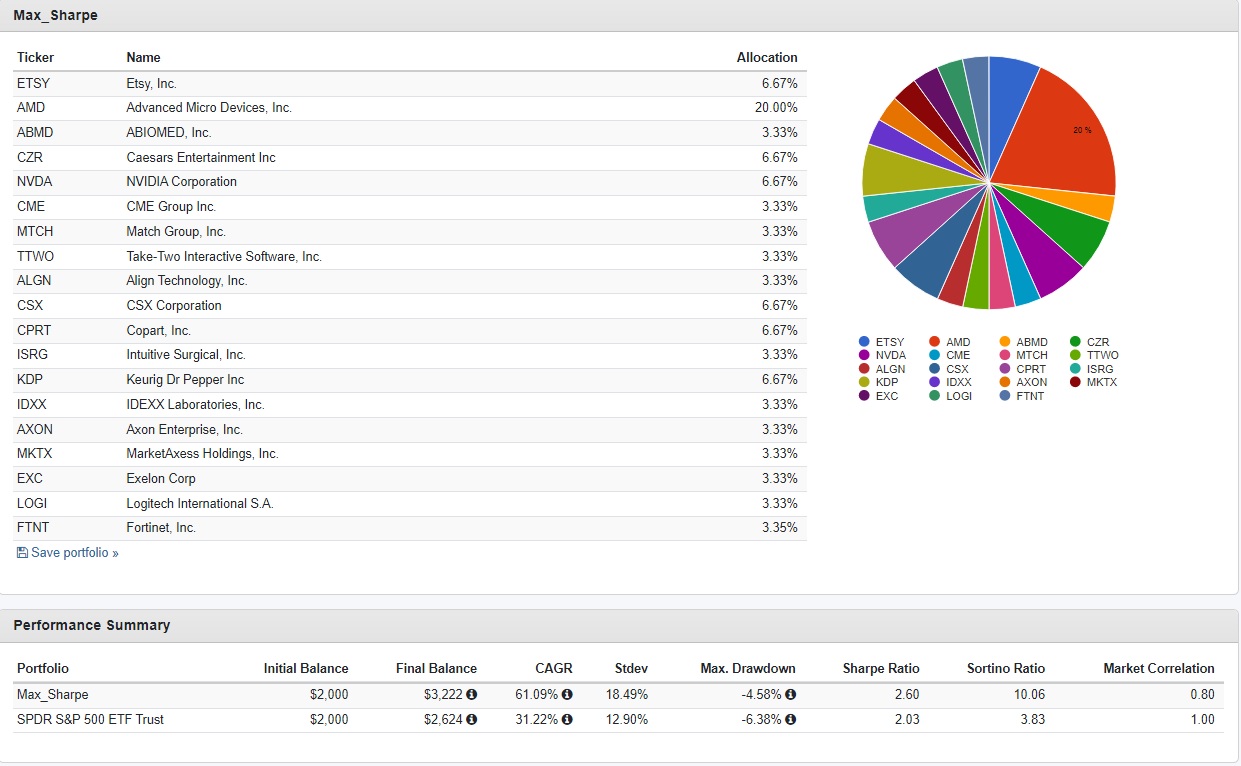 Max_Sharpe
Ticker Name Allocation
ETSY Etsy, Inc. 6.67%
AMD Advanced Micro Devices, Inc. 20.00%
ABMD ABIOMED, Inc. 3.33%
CZR Caesars Entertainment Inc 6.67%
NVDA NVIDIA Corporation 6.67%
CME CME Group Inc. 3.33%
MTCH Match Group, Inc. 3.33%
TTWO Take-Two Interactive Software, Inc. 3.33%
ALGN Align Technology, Inc. 3.33%
CSX CSX Corporation 6.67%
CPRT Copart, Inc. 6.67%
ISRG Intuitive Surgical, Inc. 3.33%
KDP Keurig Dr Pepper Inc 6.67%
IDXX IDEXX Laboratories, Inc. 3.33%
AXON Axon Enterprise, Inc. 3.33%
MKTX MarketAxess Holdings, Inc. 3.33%
EXC Exelon Corp 3.33%
LOGI Logitech International S.A. 3.33%
FTNT Fortinet, Inc. 3.35%
Save portfolio »
20 %
ETSY AMD ABMD CZR
NVDA CME MTCH TTWO
ALGN CSX CPRT ISRG
KDP IDXX AXON MKTX
EXC LOGI FTNT
Performance Summary
Portfolio Initial Balance Final Balance CAGR Stdev Max. Drawdown Sharpe Ratio Sortino Ratio Market Correlation
Max_Sharpe $2,000 $3,222 61.09% 18.49% -4.58% 2.60 10.06 0.80
SPDR S&P 500 ETF Trust $2,000 $2,624 31.22% 12.90% -6.38% 2.03 3.83 1.00